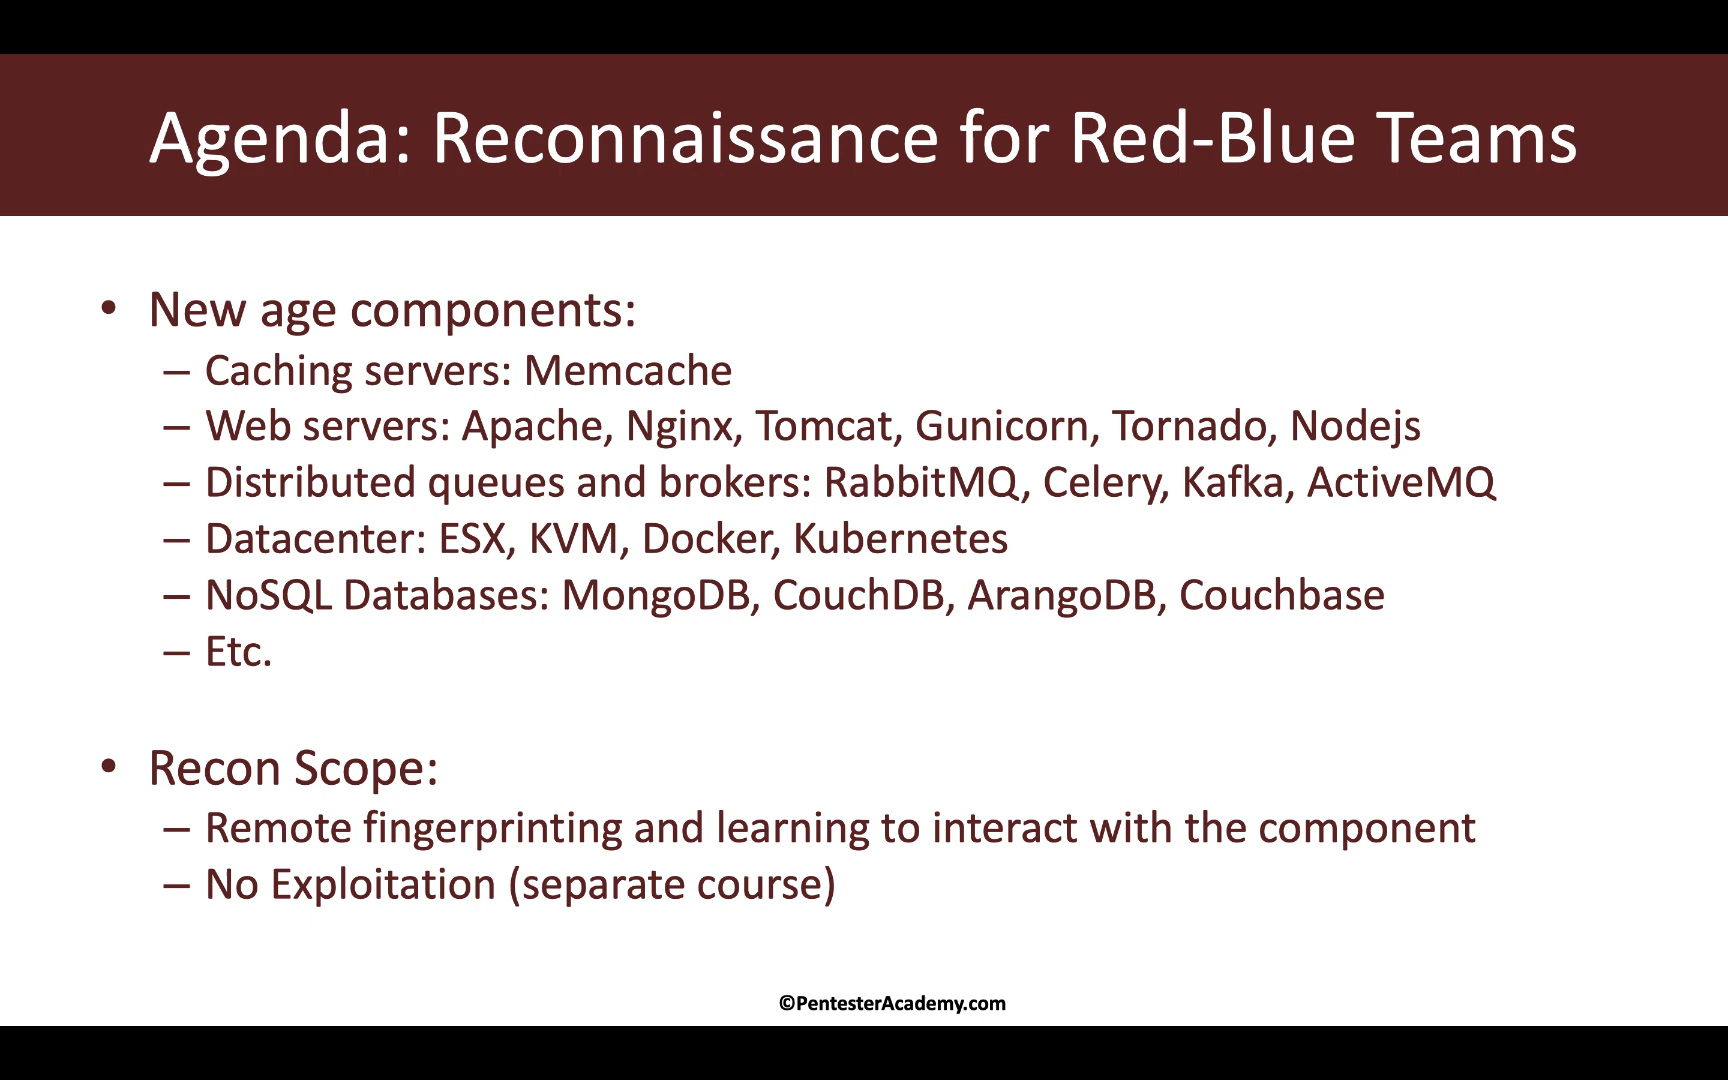 Agenda: Reconnaissance for Red-Blue Teams
• New age components:
– Caching servers: Memcache
– Web servers: Apache, Nginx, Tomcat, Gunicorn, Tornado, Nodejs
– Distributed queues and brokers: RabbitMQ, Celery, Kafka, ActiveMQ
– Datacenter: ESX, KVM, Docker, Kubernetes
– NoSQL Databases: MongoDB, CouchDB, ArangoDB, Couchbase
– Etc.
• Recon Scope:
– Remote fingerprinting and learning to interact with the component
– No Exploitation (separate course)
©PentesterAcademy.com